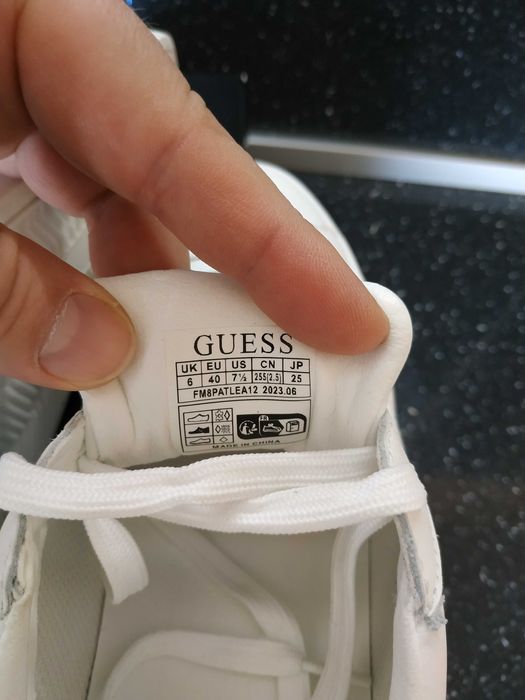 GUESS
UK EU US CN JP
6 40 7½ 255(2.5) 25
FM8PATLEA12 2023.06
FR
MADE IN CHINA